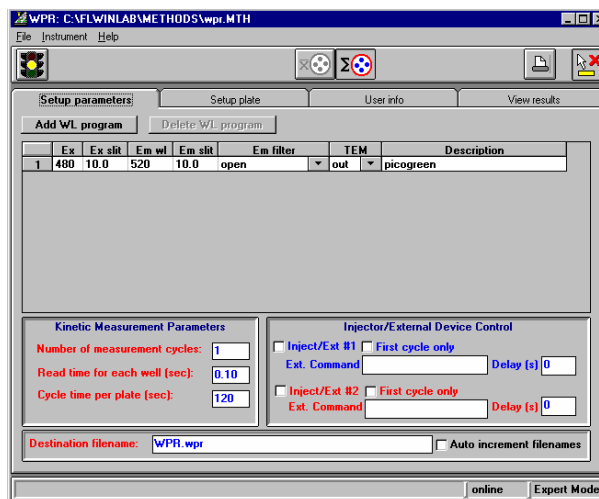 WPR: C:\FLWINLAB\METHODS\wpr.MTH
File Instrument Help
Setup parameters Setup plate User info View results
Add WL program Delete WL program
Ex Ex slit Em wl Em slit Em filter TEM Description
1 480 10.0 520 10.0 open out picogreen
Kinetic Measurement Parameters
Number of measurement cycles: 1
Read time for each well (sec): 0.10
Cycle time per plate (sec): 120
Injector/External Device Control
Inject/Ext #1 First cycle only
Ext. Command Delay (s) 0
Inject/Ext #2 First cycle only
Ext. Command Delay (s) 0
Destination filename: WPR.wpr Auto increment filenames
online Expert Mode